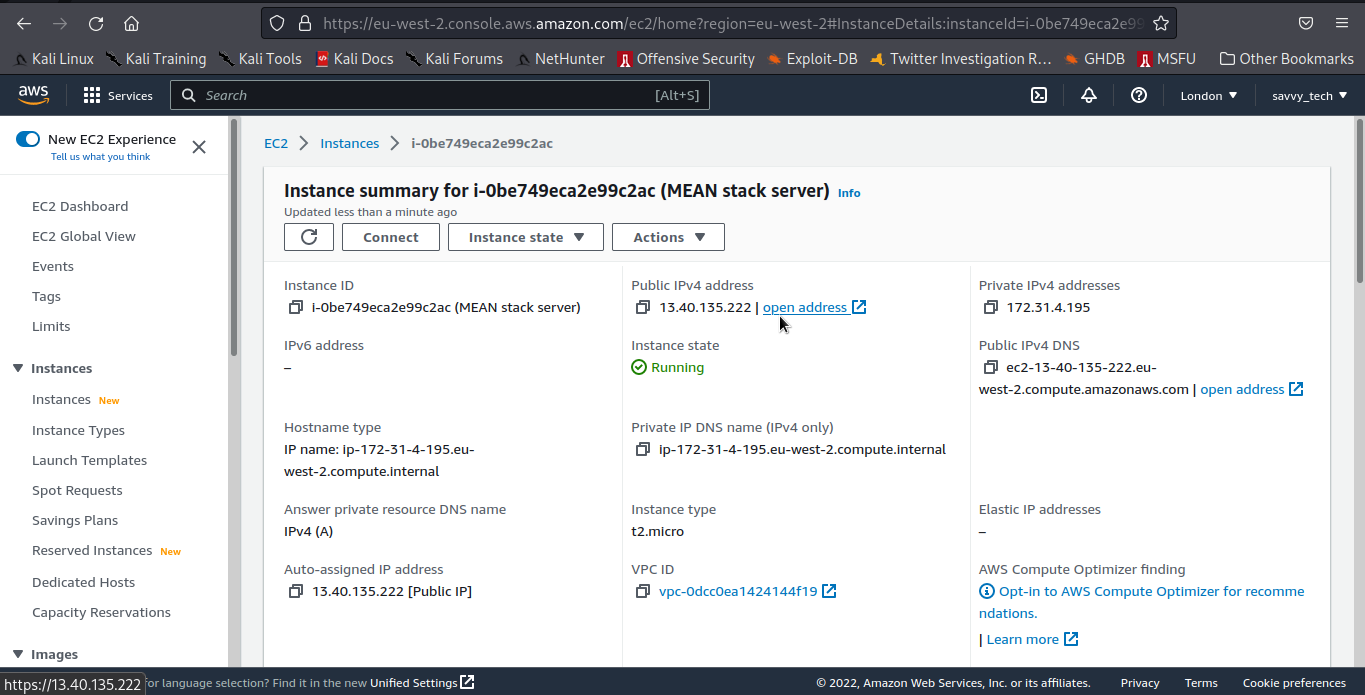 https://eu-west-2.console.aws.amazon.com/ec2/home?region=eu-west-2#InstanceDetails:instanceId=i-0be749eca2e99
Kali Linux Kali Training Kali Tools Kali Docs Kali Forums NetHunter Offensive Security Exploit-DB Twitter Investigation R... GHDB MSFU Other Bookmarks
aws Services Search [Alt+S] London savvy_tech
New EC2 Experience
Tell us what you think
EC2 Dashboard
EC2 Global View
Events
Tags
Limits
Instances
Instances New
Instance Types
Launch Templates
Spot Requests
Savings Plans
Reserved Instances New
Dedicated Hosts
Capacity Reservations
Images
EC2 > Instances > i-0be749eca2e99c2ac
Instance summary for i-0be749eca2e99c2ac (MEAN stack server) Info
Updated less than a minute ago
Connect Instance state Actions
Instance ID
i-0be749eca2e99c2ac (MEAN stack server)
Public IPv4 address
13.40.135.222 | open address
Private IPv4 addresses
172.31.4.195
IPv6 address
–
Instance state
Running
Public IPv4 DNS
ec2-13-40-135-222.eu-
west-2.compute.amazonaws.com | open address
Hostname type
IP name: ip-172-31-4-195.eu-
west-2.compute.internal
Private IP DNS name (IPv4 only)
ip-172-31-4-195.eu-west-2.compute.internal
Answer private resource DNS name
IPv4 (A)
Instance type
t2.micro
Elastic IP addresses
–
Auto-assigned IP address
13.40.135.222 [Public IP]
VPC ID
vpc-0dcc0ea1424144f19
AWS Compute Optimizer finding
Opt-in to AWS Compute Optimizer for recomme
ndations.
| Learn more
https://13.40.135.222 for language selection? Find it in the new Unified Settings © 2022, Amazon Web Services, Inc. or its affiliates. Privacy Terms Cookie preferences